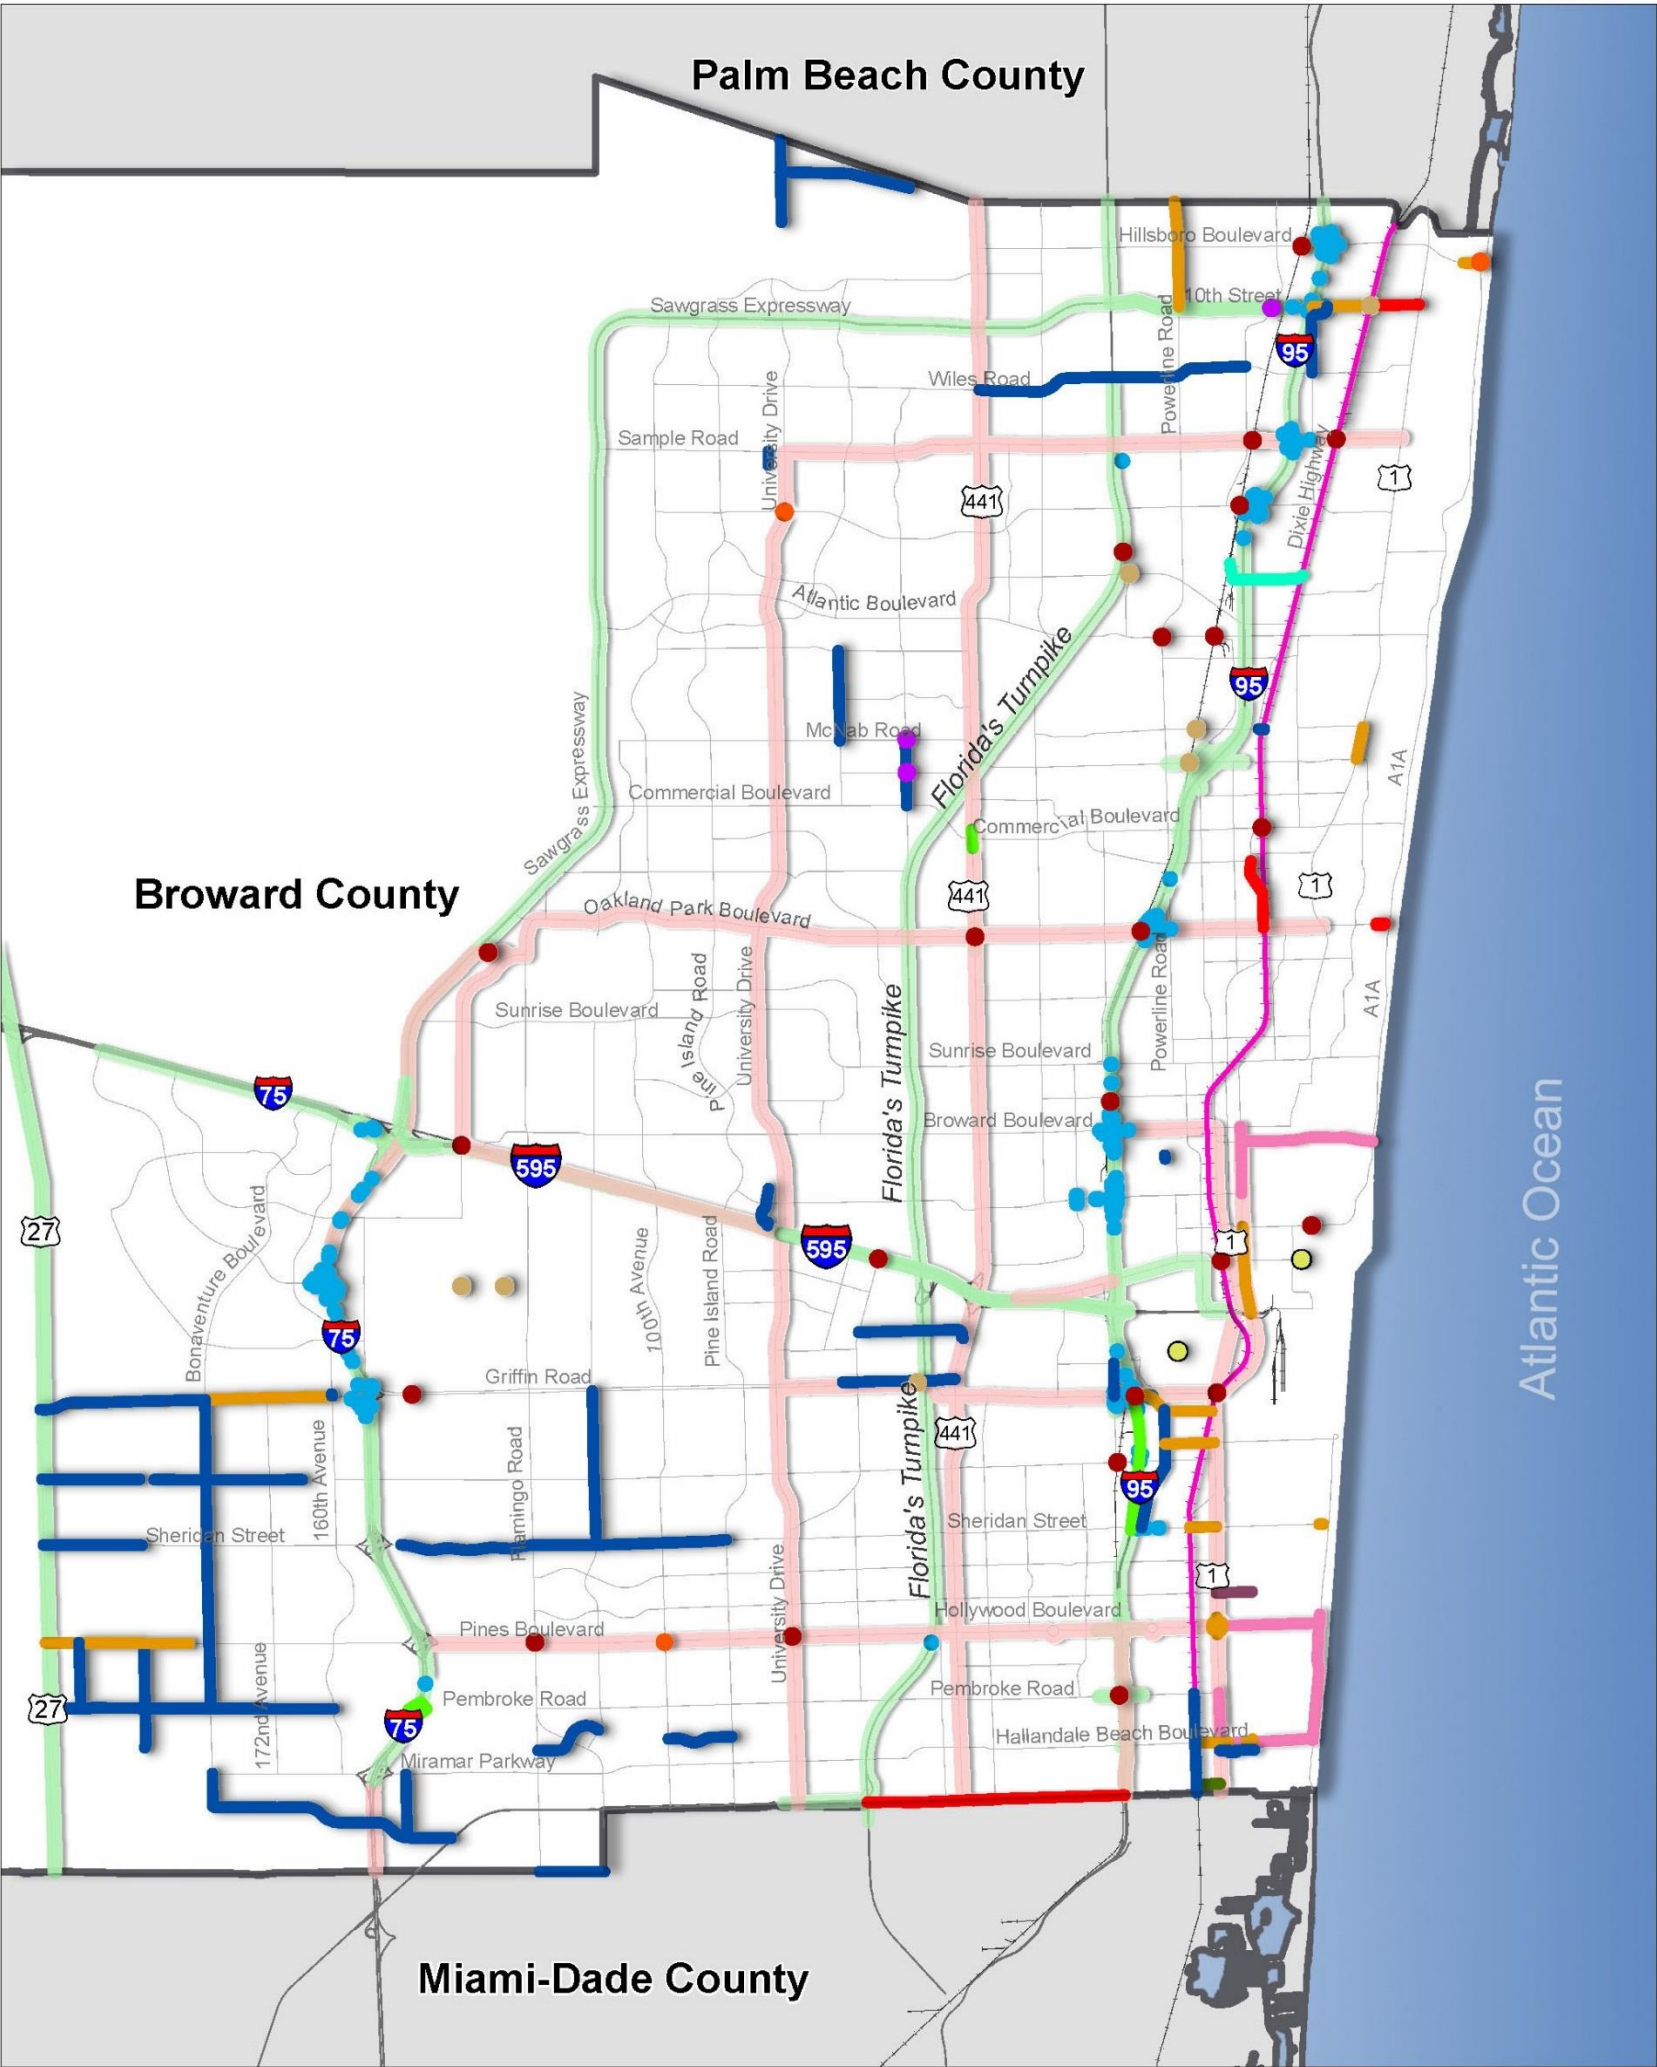 Palm Beach County
Hillsboro Boulevard
Sawgrass Expressway
10th Street
95
Powerline Road
Wiles Road
University Drive
Sample Road
Dixie Highway
1
441
Atlantic Boulevard
Florida's Turnpike
95
Sawgrass Expressway
McNab Road
A1A
Commercial Boulevard
Commercial Boulevard
Broward County
441
1
Oakland Park Boulevard
Powerline Road
Pine Island Road
University Drive
Florida's Turnpike
A1A
Sunrise Boulevard
Sunrise Boulevard
75
Broward Boulevard
595
Atlantic Ocean
27
Bonaventure Boulevard
100th Avenue
Pine Island Road
595
1
75
Griffin Road
Florida's Turnpike
441
160th Avenue
Flamingo Road
95
Sheridan Street
Sheridan Street
University Drive
1
Hollywood Boulevard
Pines Boulevard
172nd Avenue
Pembroke Road
Pembroke Road
27
75
Hallandale Beach Boulevard
Miramar Parkway
Miami-Dade County